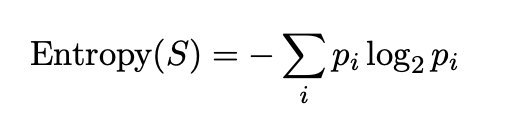 Entropy(S) = − ∑_i p_i log_2 p_i